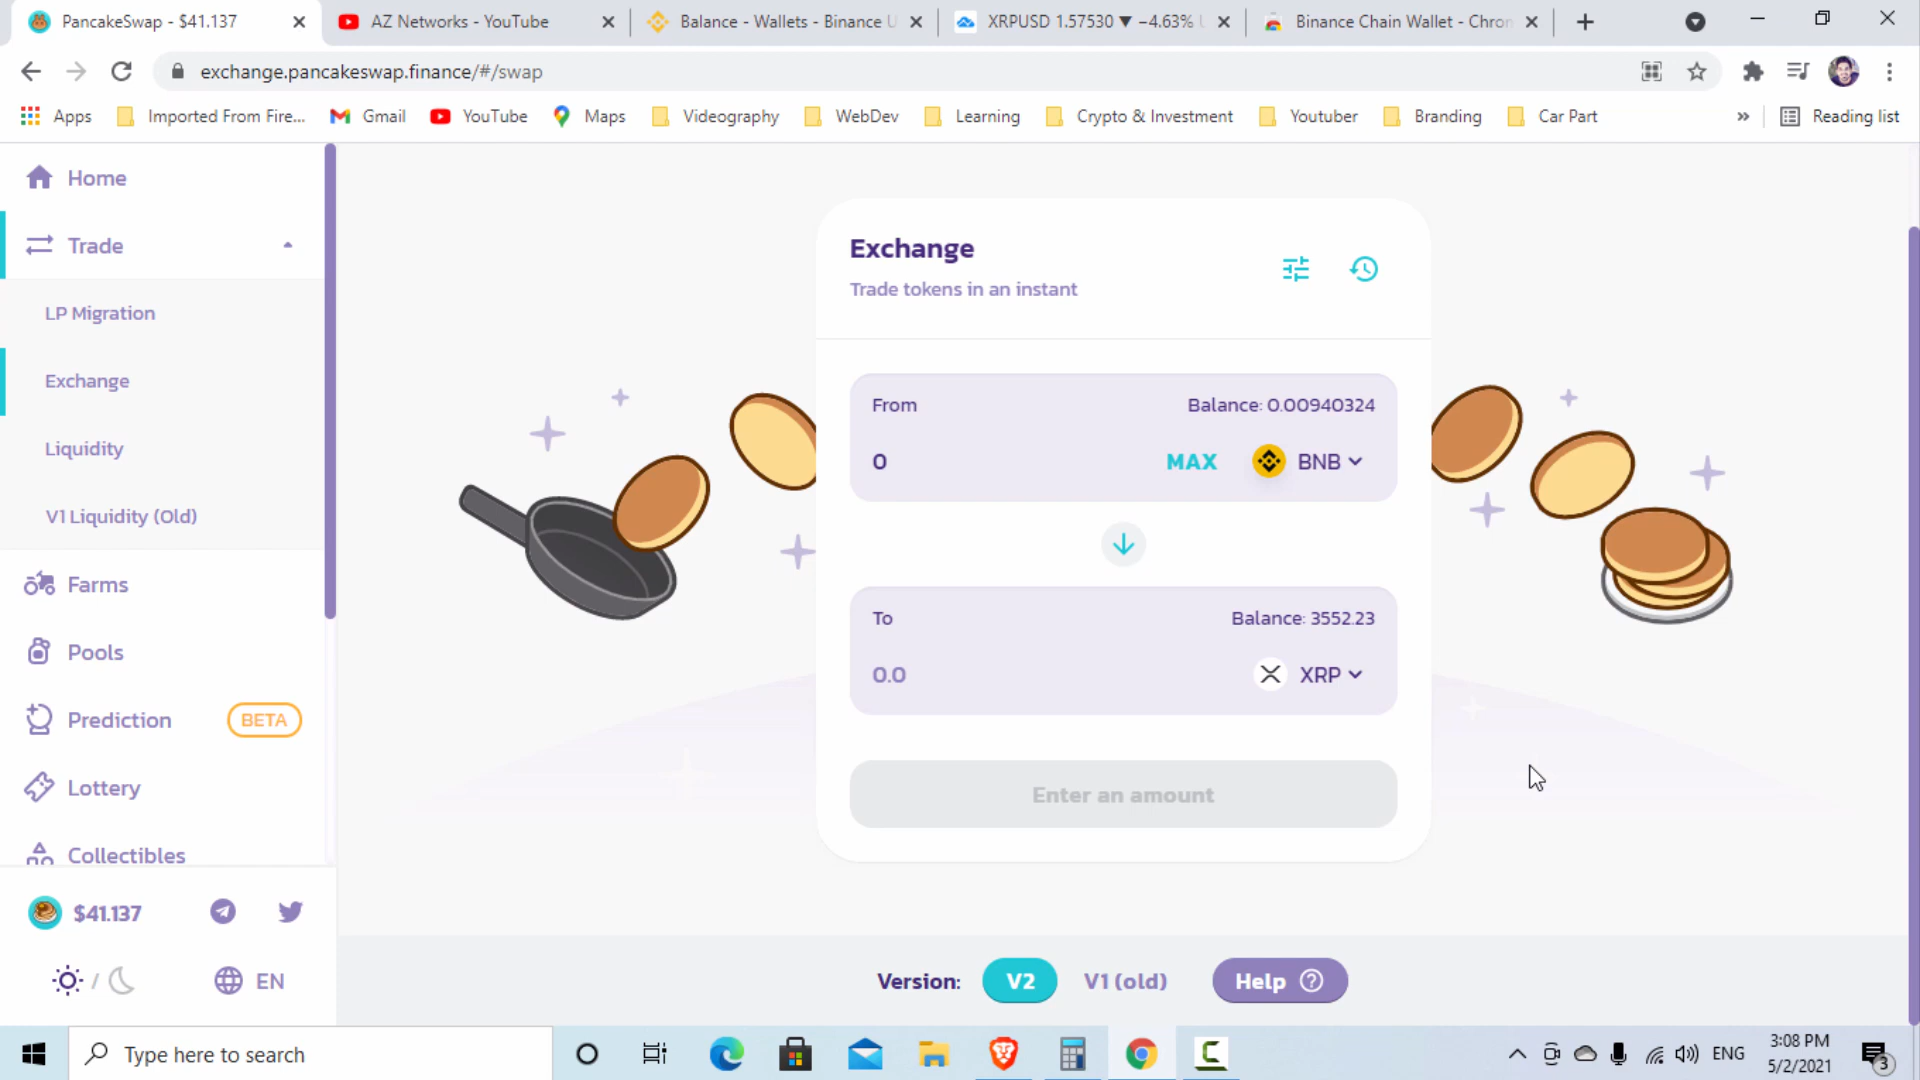 PancakeSwap - $41.137
AZ Networks - YouTube
Balance - Wallets - Binance U
XRPUSD 1.57530 ▼ −4.63% U
Binance Chain Wallet - Chron
exchange.pancakeswap.finance/#/swap
Apps
Imported From Fire...
Gmail
YouTube
Maps
Videography
WebDev
Learning
Crypto & Investment
Youtuber
Branding
Car Part
»
Reading list
Home
Trade
LP Migration
Exchange
Liquidity
V1 Liquidity (Old)
Farms
Pools
Prediction
BETA
Lottery
Collectibles
$41.137
/
EN
Exchange
Trade tokens in an instant
From
Balance: 0.00940324
0
MAX
BNB
To
Balance: 3552.23
0.0
XRP
Enter an amount
Version:
V2
V1 (old)
Help ?
Type here to search
ENG
3:08 PM
5/2/2021
3